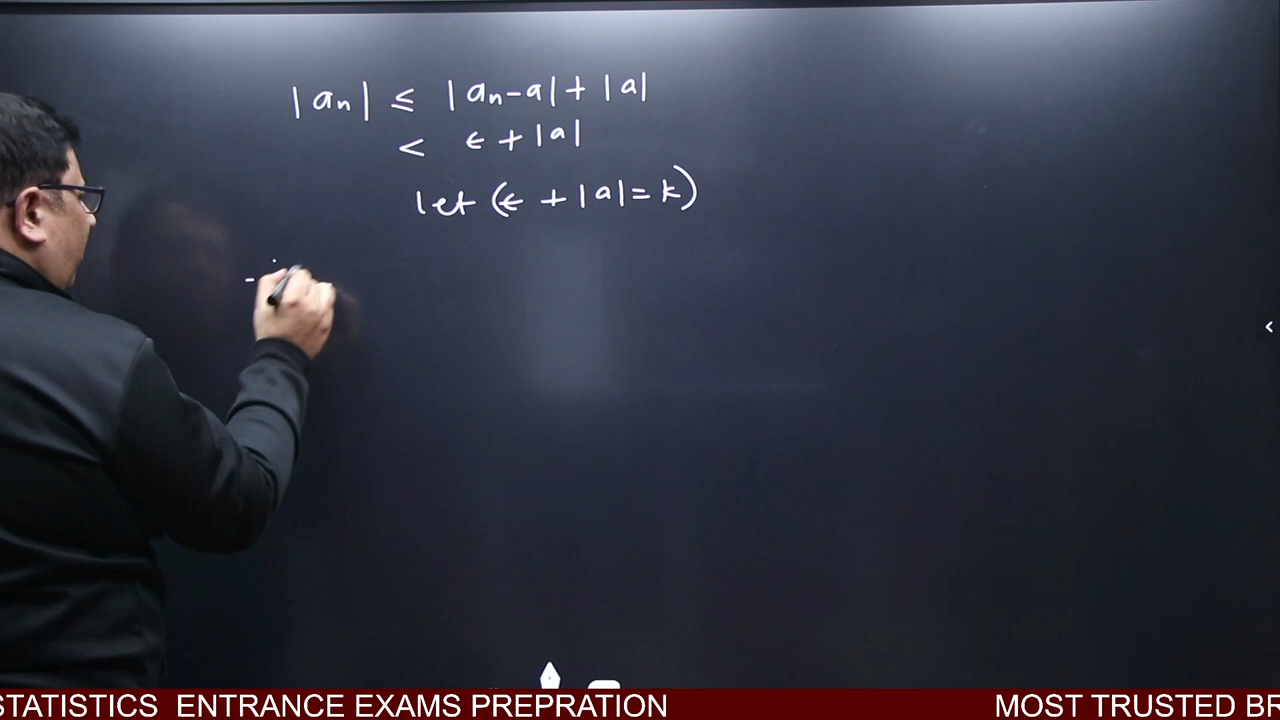 |aₙ| ≤ |aₙ-a| + |a|
< ϵ + |a|
let (ϵ + |a| = k)
STATISTICS ENTRANCE EXAMS PREPRATION MOST TRUSTED BR